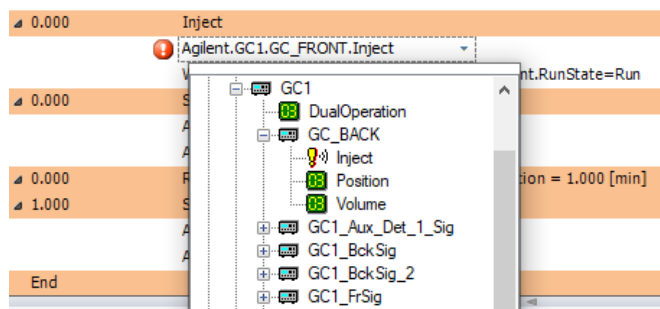 0.000 Inject
Agilent.GC1.GC_FRONT.Inject
nt.RunState=Run
GC1
0.000
DualOperation
GC_BACK
Inject
0.000 tion = 1.000 [min]
Position
1.000
Volume
GC1_Aux_Det_1_Sig
GC1_BckSig
GC1_BckSig_2
End
GC1_FrSig